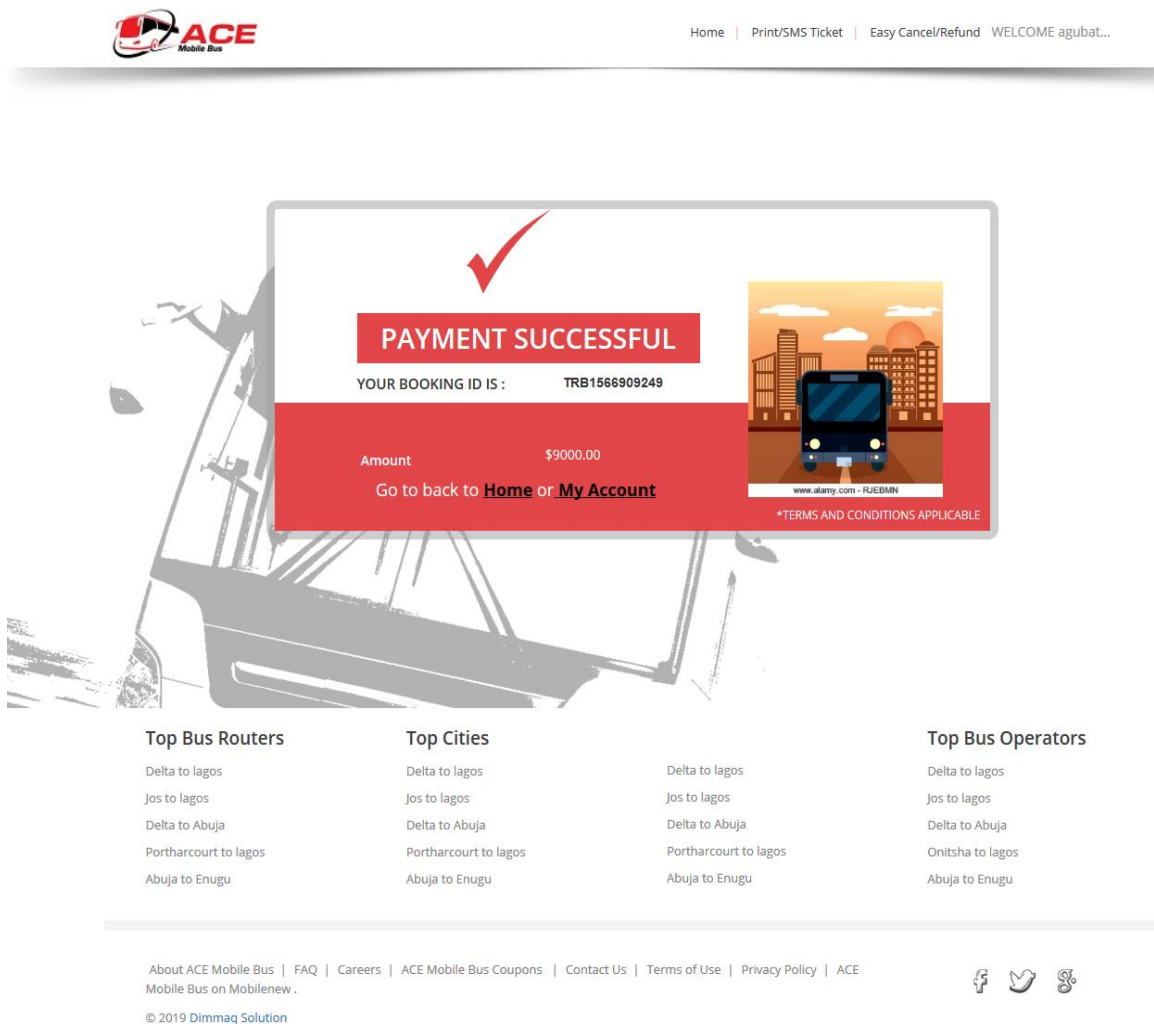 ACE
Mobile Bus
Home | Print/SMS Ticket | Easy Cancel/Refund WELCOME agubat...
PAYMENT SUCCESSFUL
YOUR BOOKING ID IS : TRB1566909249
Amount $9000.00
Go to back to Home or My Account
www.alamy.com - RJEBMN
*TERMS AND CONDITIONS APPLICABLE
Top Bus Routers
Delta to lagos
Jos to lagos
Delta to Abuja
Portharcourt to lagos
Abuja to Enugu
Top Cities
Delta to lagos
Jos to lagos
Delta to Abuja
Portharcourt to lagos
Abuja to Enugu
Delta to lagos
Jos to lagos
Delta to Abuja
Portharcourt to lagos
Abuja to Enugu
Top Bus Operators
Delta to lagos
Jos to lagos
Delta to Abuja
Onitsha to lagos
Abuja to Enugu
About ACE Mobile Bus | FAQ | Careers | ACE Mobile Bus Coupons | Contact Us | Terms of Use | Privacy Policy | ACE
Mobile Bus on Mobilenew .
© 2019 Dimmaq Solution